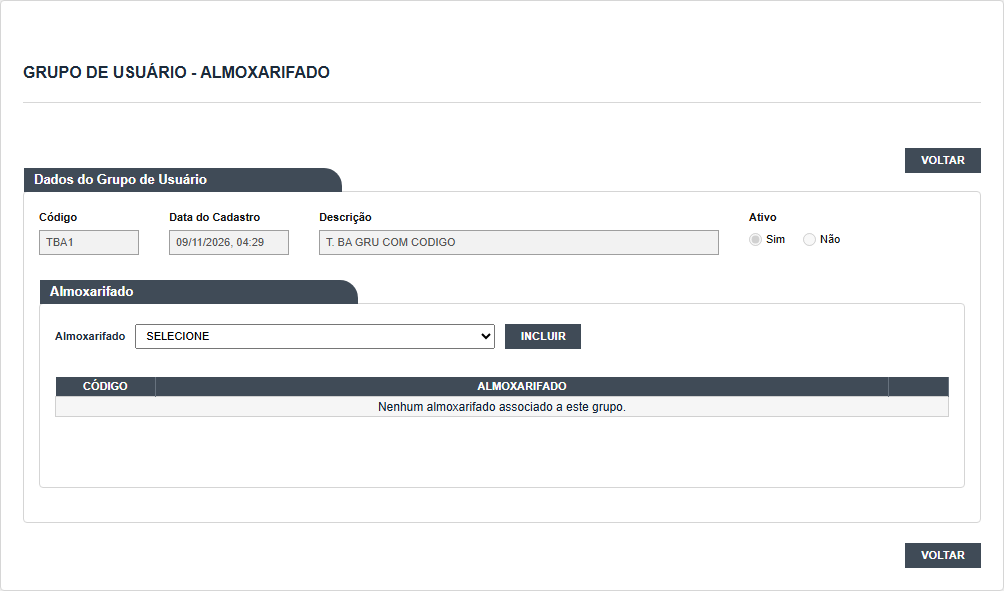 GRUPO DE USUÁRIO - ALMOXARIFADO
VOLTAR
Dados do Grupo de Usuário
Código Data do Cadastro Descrição Ativo
TBA1 09/11/2026, 04:29 T. BA GRU COM CODIGO Sim Não
Almoxarifado
Almoxarifado SELECIONE INCLUIR
CÓDIGO ALMOXARIFADO
Nenhum almoxarifado associado a este grupo.
VOLTAR